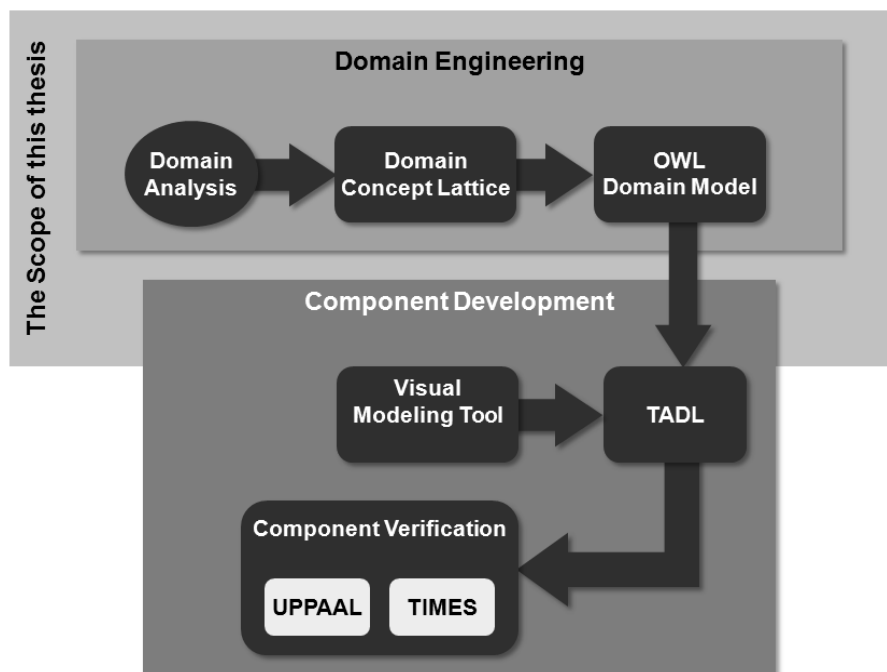 The Scope of this thesis
Domain Engineering
Domain
Analysis
Domain
Concept Lattice
OWL
Domain Model
Component Development
Visual
Modeling Tool
TADL
Component Verification
UPPAAL
TIMES